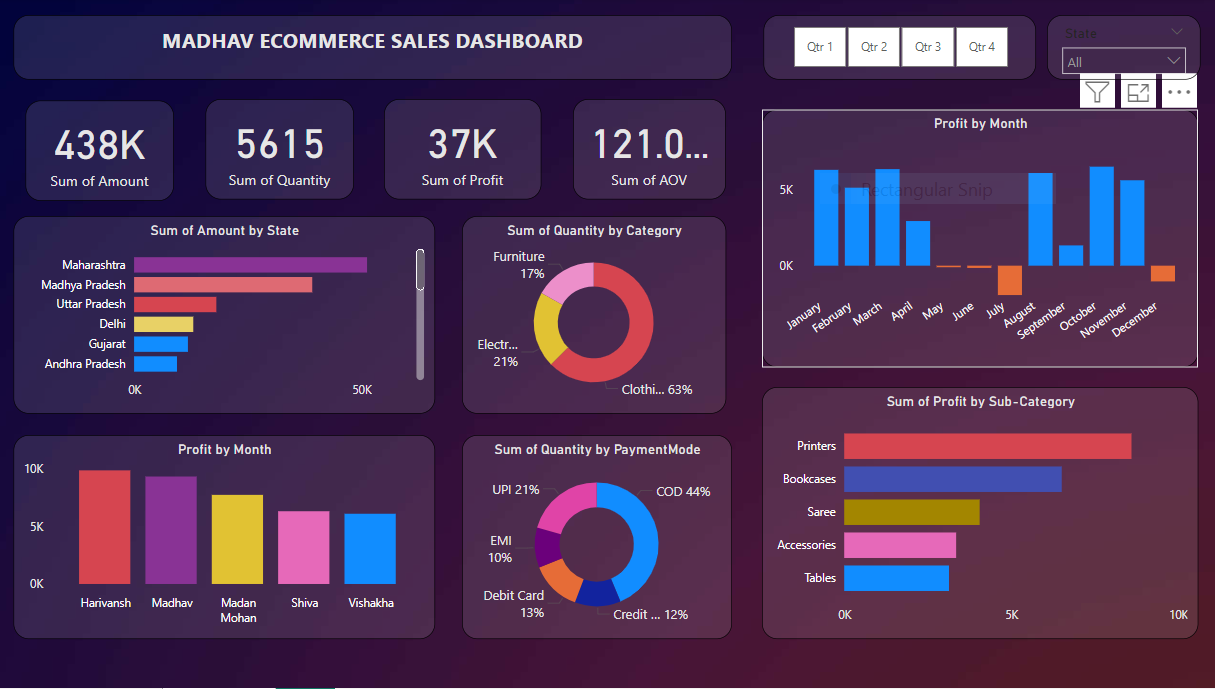 MADHAV ECOMMERCE SALES DASHBOARD
Qtr 1
Qtr 2
Qtr 3
Qtr 4
State
All
438K
Sum of Amount
5615
Sum of Quantity
37K
Sum of Profit
121.0...
Sum of AOV
Profit by Month
5K
0K
Rectangular Snip
January
February
March
April
May
June
July
August
September
October
November
December
Sum of Amount by State
Maharashtra
Madhya Pradesh
Uttar Pradesh
Delhi
Gujarat
Andhra Pradesh
0K
50K
Sum of Quantity by Category
Furniture
17%
Electr...
21%
Clothi... 63%
Profit by Month
10K
5K
0K
Harivansh
Madhav
Madan
Mohan
Shiva
Vishakha
Sum of Quantity by PaymentMode
UPI 21%
COD 44%
EMI
10%
Debit Card
13%
Credit ... 12%
Sum of Profit by Sub-Category
Printers
Bookcases
Saree
Accessories
Tables
0K
5K
10K